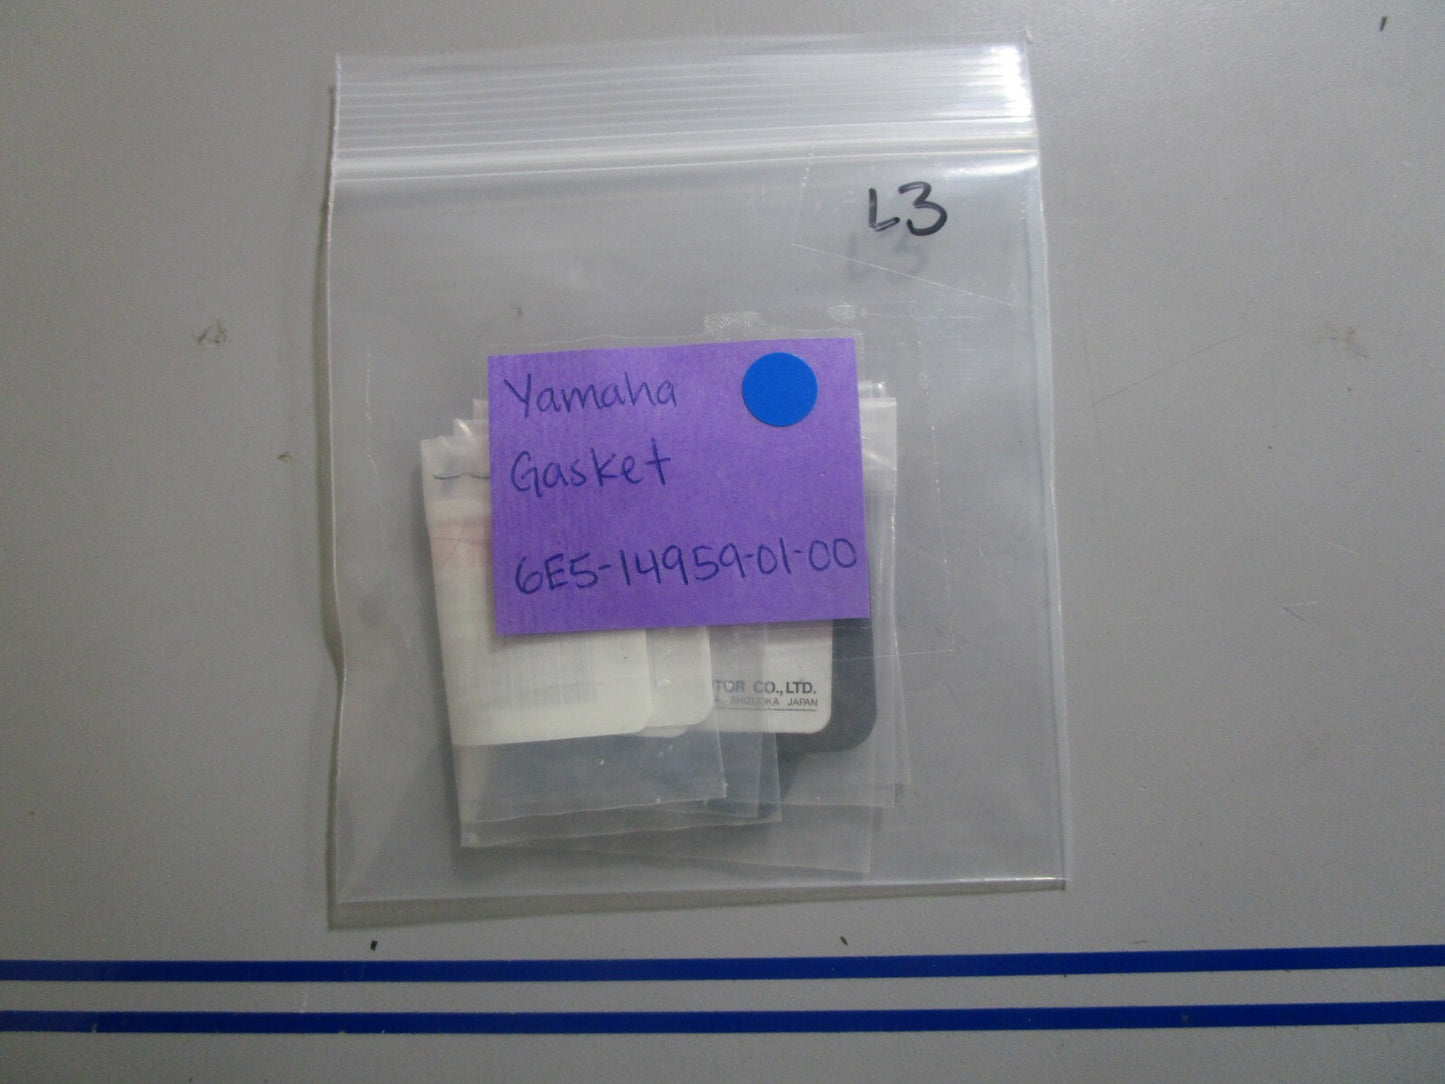 L3
Yamaha
Gasket
6E5-14959-01-00
TOR CO., LTD.
A SHIZUOKA JAPAN